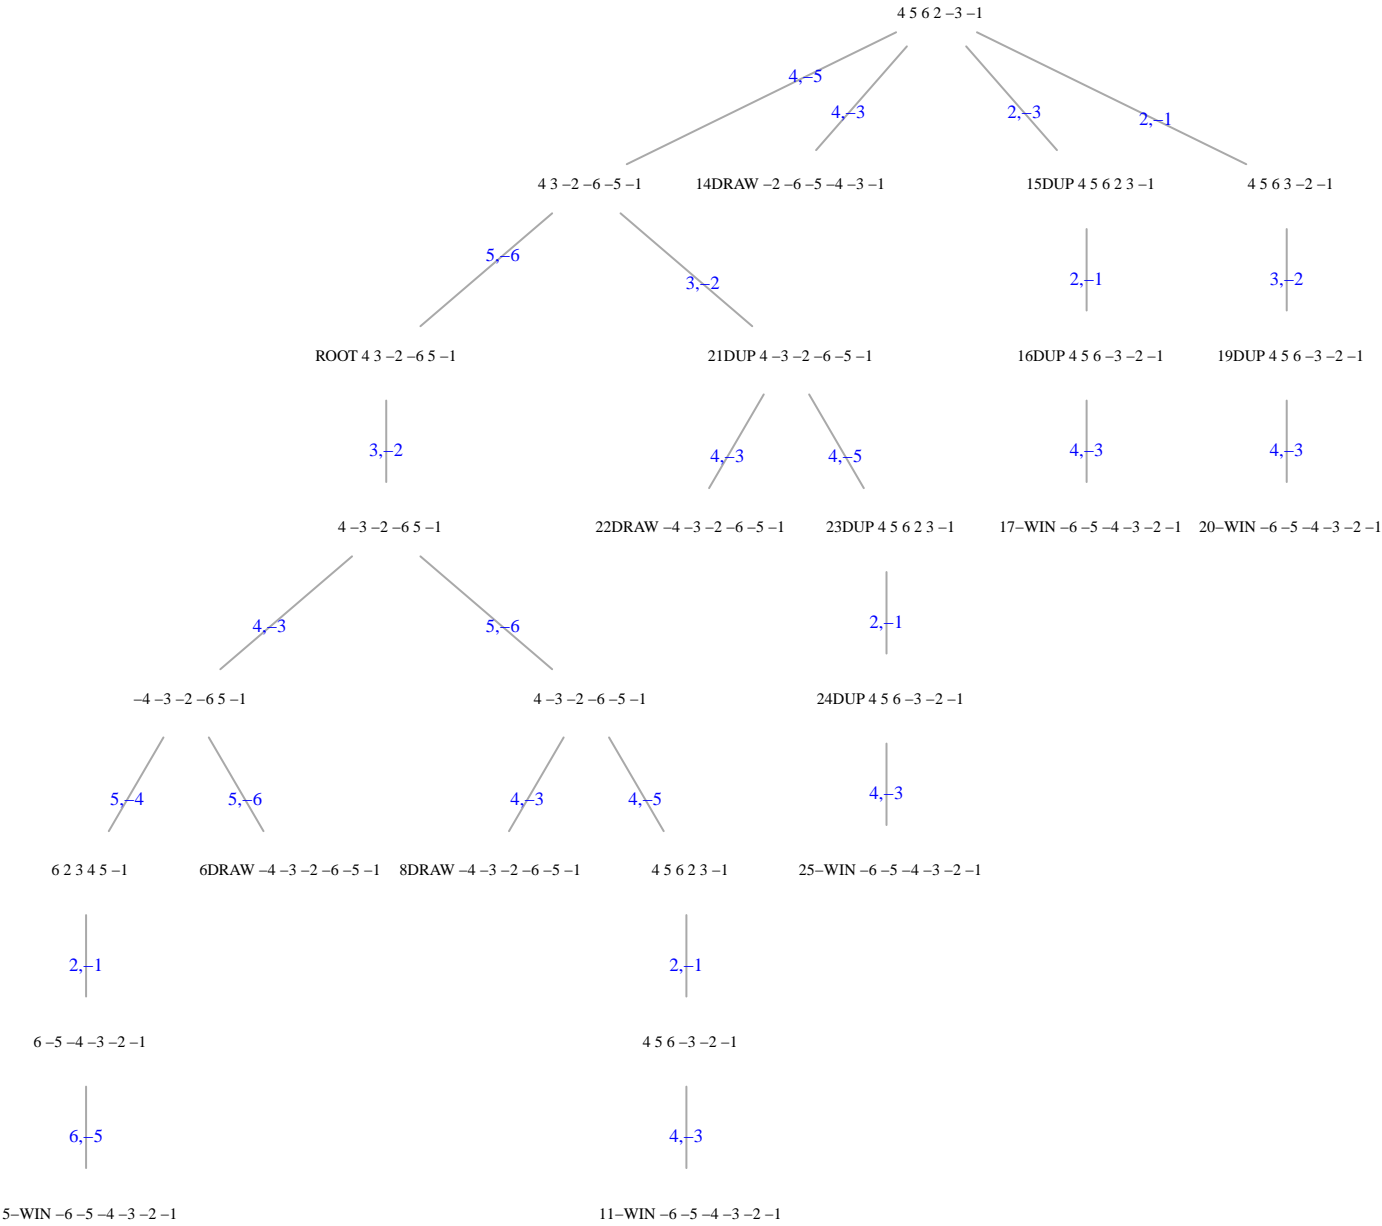 4 5 6 2 −3 −1
4,−5
4,−3
2,−3
2,−1
4 3 −2 −6 −5 −1
14DRAW −2 −6 −5 −4 −3 −1
15DUP 4 5 6 2 3 −1
4 5 6 3 −2 −1
5,−6
3,−2
2,−1
3,−2
ROOT 4 3 −2 −6 5 −1
21DUP 4 −3 −2 −6 −5 −1
16DUP 4 5 6 −3 −2 −1
19DUP 4 5 6 −3 −2 −1
3,−2
4,−3
4,−5
4,−3
4,−3
4 −3 −2 −6 5 −1
22DRAW −4 −3 −2 −6 −5 −1
23DUP 4 5 6 2 3 −1
17−WIN −6 −5 −4 −3 −2 −1
20−WIN −6 −5 −4 −3 −2 −1
4,−3
5,−6
2,−1
−4 −3 −2 −6 5 −1
4 −3 −2 −6 −5 −1
24DUP 4 5 6 −3 −2 −1
5,−4
5,−6
4,−3
4,−5
4,−3
6 2 3 4 5 −1
6DRAW −4 −3 −2 −6 −5 −1
8DRAW −4 −3 −2 −6 −5 −1
4 5 6 2 3 −1
25−WIN −6 −5 −4 −3 −2 −1
2,−1
2,−1
6 −5 −4 −3 −2 −1
4 5 6 −3 −2 −1
6,−5
4,−3
5−WIN −6 −5 −4 −3 −2 −1
11−WIN −6 −5 −4 −3 −2 −1